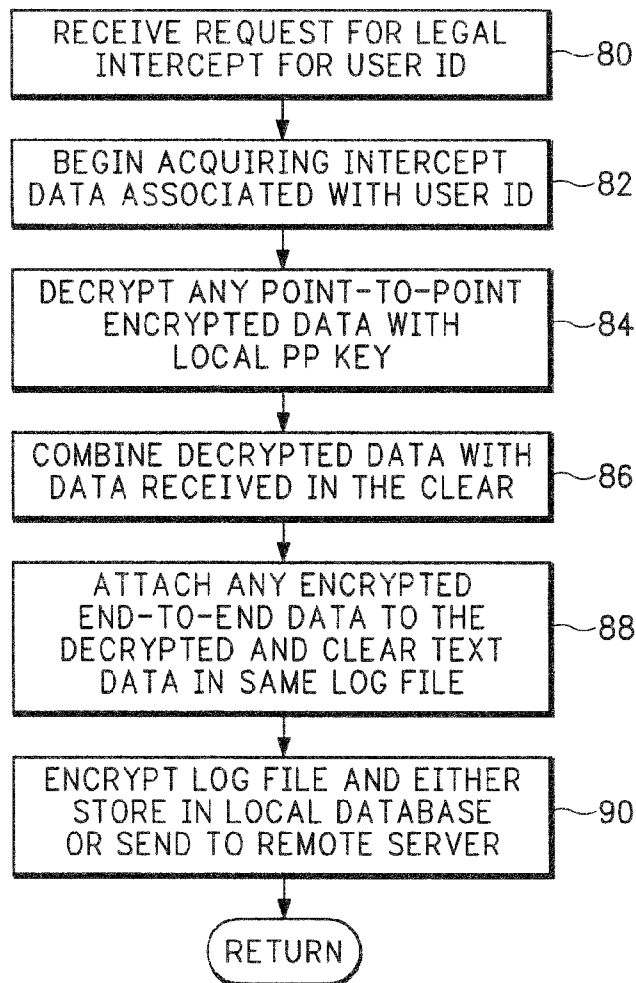 RECEIVE REQUEST FOR LEGAL
INTERCEPT FOR USER ID
80
BEGIN ACQUIRING INTERCEPT
DATA ASSOCIATED WITH USER ID
82
DECRYPT ANY POINT-TO-POINT
ENCRYPTED DATA WITH
LOCAL PP KEY
84
COMBINE DECRYPTED DATA WITH
DATA RECEIVED IN THE CLEAR
86
ATTACH ANY ENCRYPTED
END-TO-END DATA TO THE
DECRYPTED AND CLEAR TEXT
DATA IN SAME LOG FILE
88
ENCRYPT LOG FILE AND EITHER
STORE IN LOCAL DATABASE
OR SEND TO REMOTE SERVER
90
RETURN